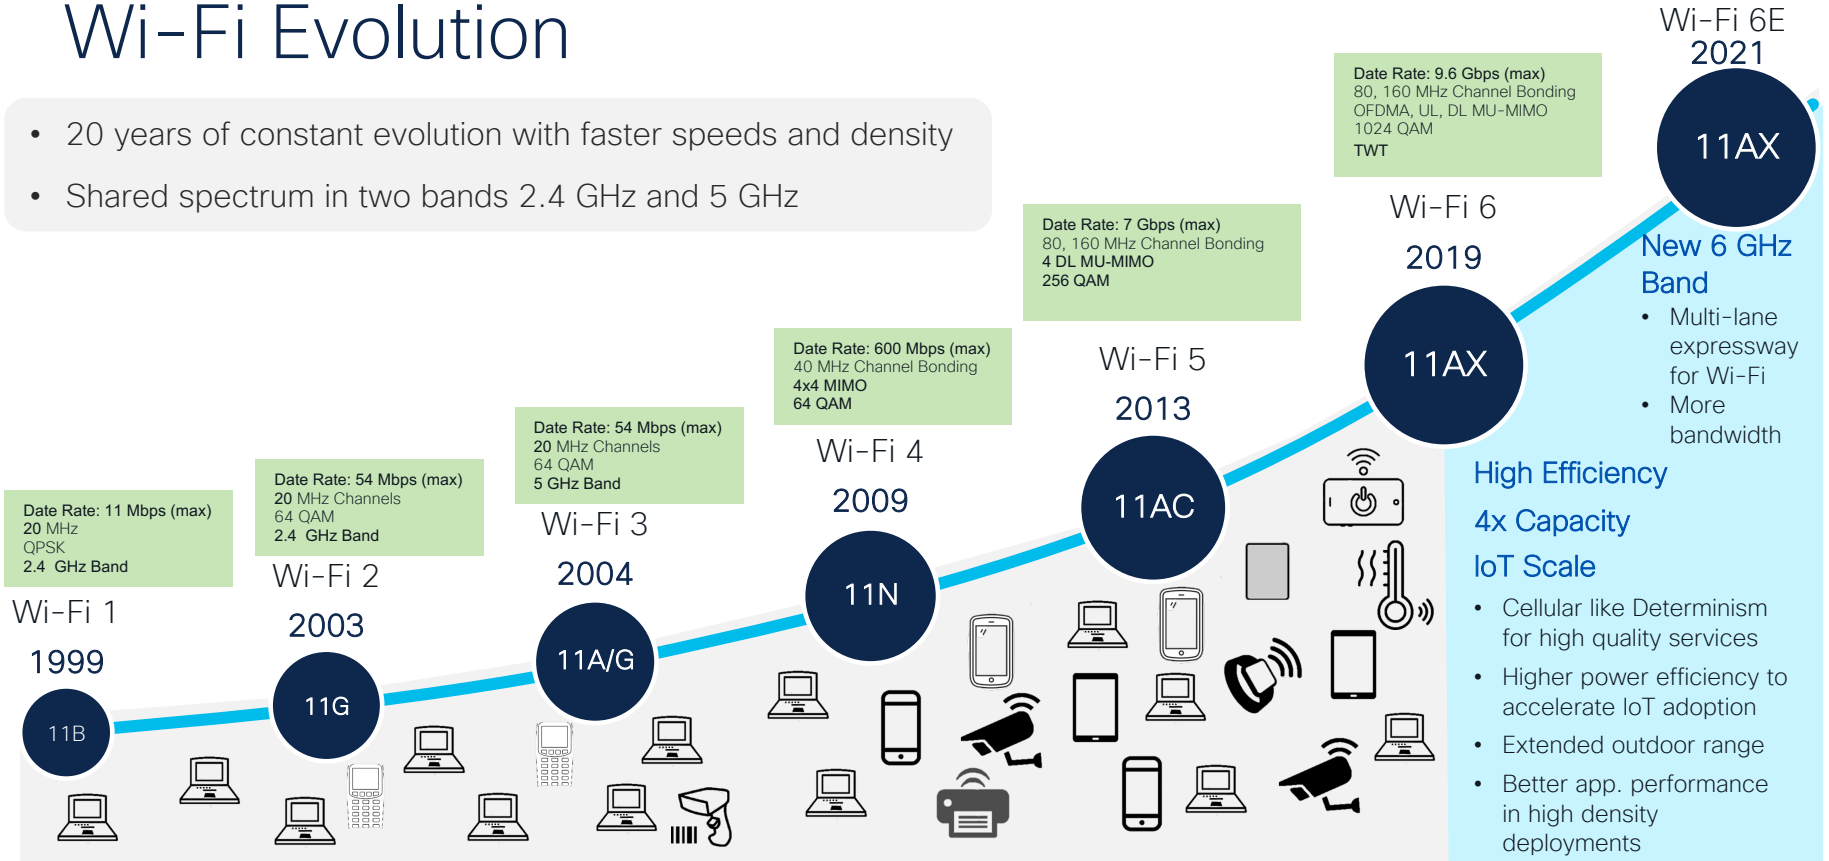 Wi-Fi Evolution
• 20 years of constant evolution with faster speeds and density
• Shared spectrum in two bands 2.4 GHz and 5 GHz
Date Rate: 11 Mbps (max)
20 MHz
QPSK
2.4 GHz Band
Wi-Fi 1
1999
11B
Date Rate: 54 Mbps (max)
20 MHz Channels
64 QAM
2.4 GHz Band
Wi-Fi 2
2003
11G
Date Rate: 54 Mbps (max)
20 MHz Channels
64 QAM
5 GHz Band
Wi-Fi 3
2004
11A/G
Date Rate: 600 Mbps (max)
40 MHz Channel Bonding
4x4 MIMO
64 QAM
Wi-Fi 4
2009
11N
Date Rate: 7 Gbps (max)
80, 160 MHz Channel Bonding
4 DL MU-MIMO
256 QAM
Wi-Fi 5
2013
11AC
Date Rate: 9.6 Gbps (max)
80, 160 MHz Channel Bonding
OFDMA, UL, DL MU-MIMO
1024 QAM
TWT
Wi-Fi 6
2019
11AX
Wi-Fi 6E
2021
11AX
New 6 GHz
Band
• Multi-lane
expressway
for Wi-Fi
• More
bandwidth
High Efficiency
4x Capacity
IoT Scale
• Cellular like Determinism
for high quality services
• Higher power efficiency to
accelerate IoT adoption
• Extended outdoor range
• Better app. performance
in high density
deployments